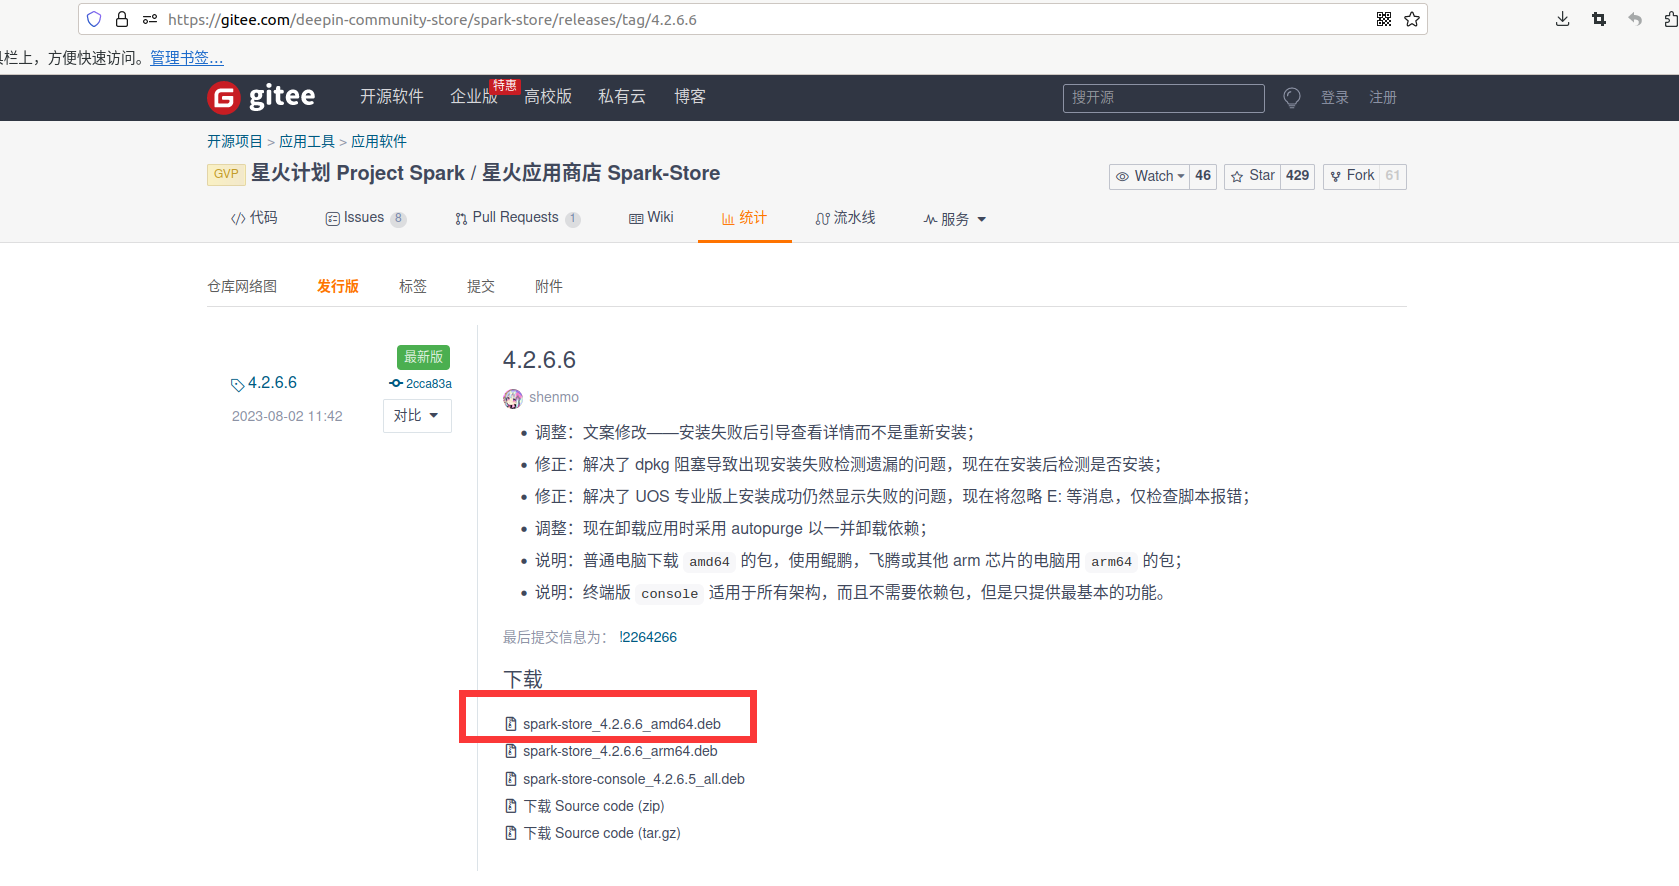 https://gitee.com/deepin-community-store/spark-store/releases/tag/4.2.6.6
栏上，方便快速访问。管理书签…
gitee 开源软件 企业版 特惠 高校版 私有云 博客 搜开源 登录 注册
开源项目 > 应用工具 > 应用软件
GVP 星火计划 Project Spark / 星火应用商店 Spark-Store Watch 46 Star 429 Fork 61
代码 Issues 8 Pull Requests 1 Wiki 统计 流水线 服务
仓库网络图 发行版 标签 提交 附件
最新版
4.2.6.6 2cca83a
2023-08-02 11:42 对比
4.2.6.6
shenmo
调整：文案修改——安装失败后引导查看详情而不是重新安装；
修正：解决了 dpkg 阻塞导致出现安装失败检测遗漏的问题，现在在安装后检测是否安装；
修正：解决了 UOS 专业版上安装成功仍然显示失败的问题，现在将忽略 E: 等消息，仅检查脚本报错；
调整：现在卸载应用时采用 autopurge 以一并卸载依赖；
说明：普通电脑下载 amd64 的包，使用鲲鹏，飞腾或其他 arm 芯片的电脑用 arm64 的包；
说明：终端版 console 适用于所有架构，而且不需要依赖包，但是只提供最基本的功能。
最后提交信息为： !2264266
下载
spark-store_4.2.6.6_amd64.deb
spark-store_4.2.6.6_arm64.deb
spark-store-console_4.2.6.5_all.deb
下载 Source code (zip)
下载 Source code (tar.gz)